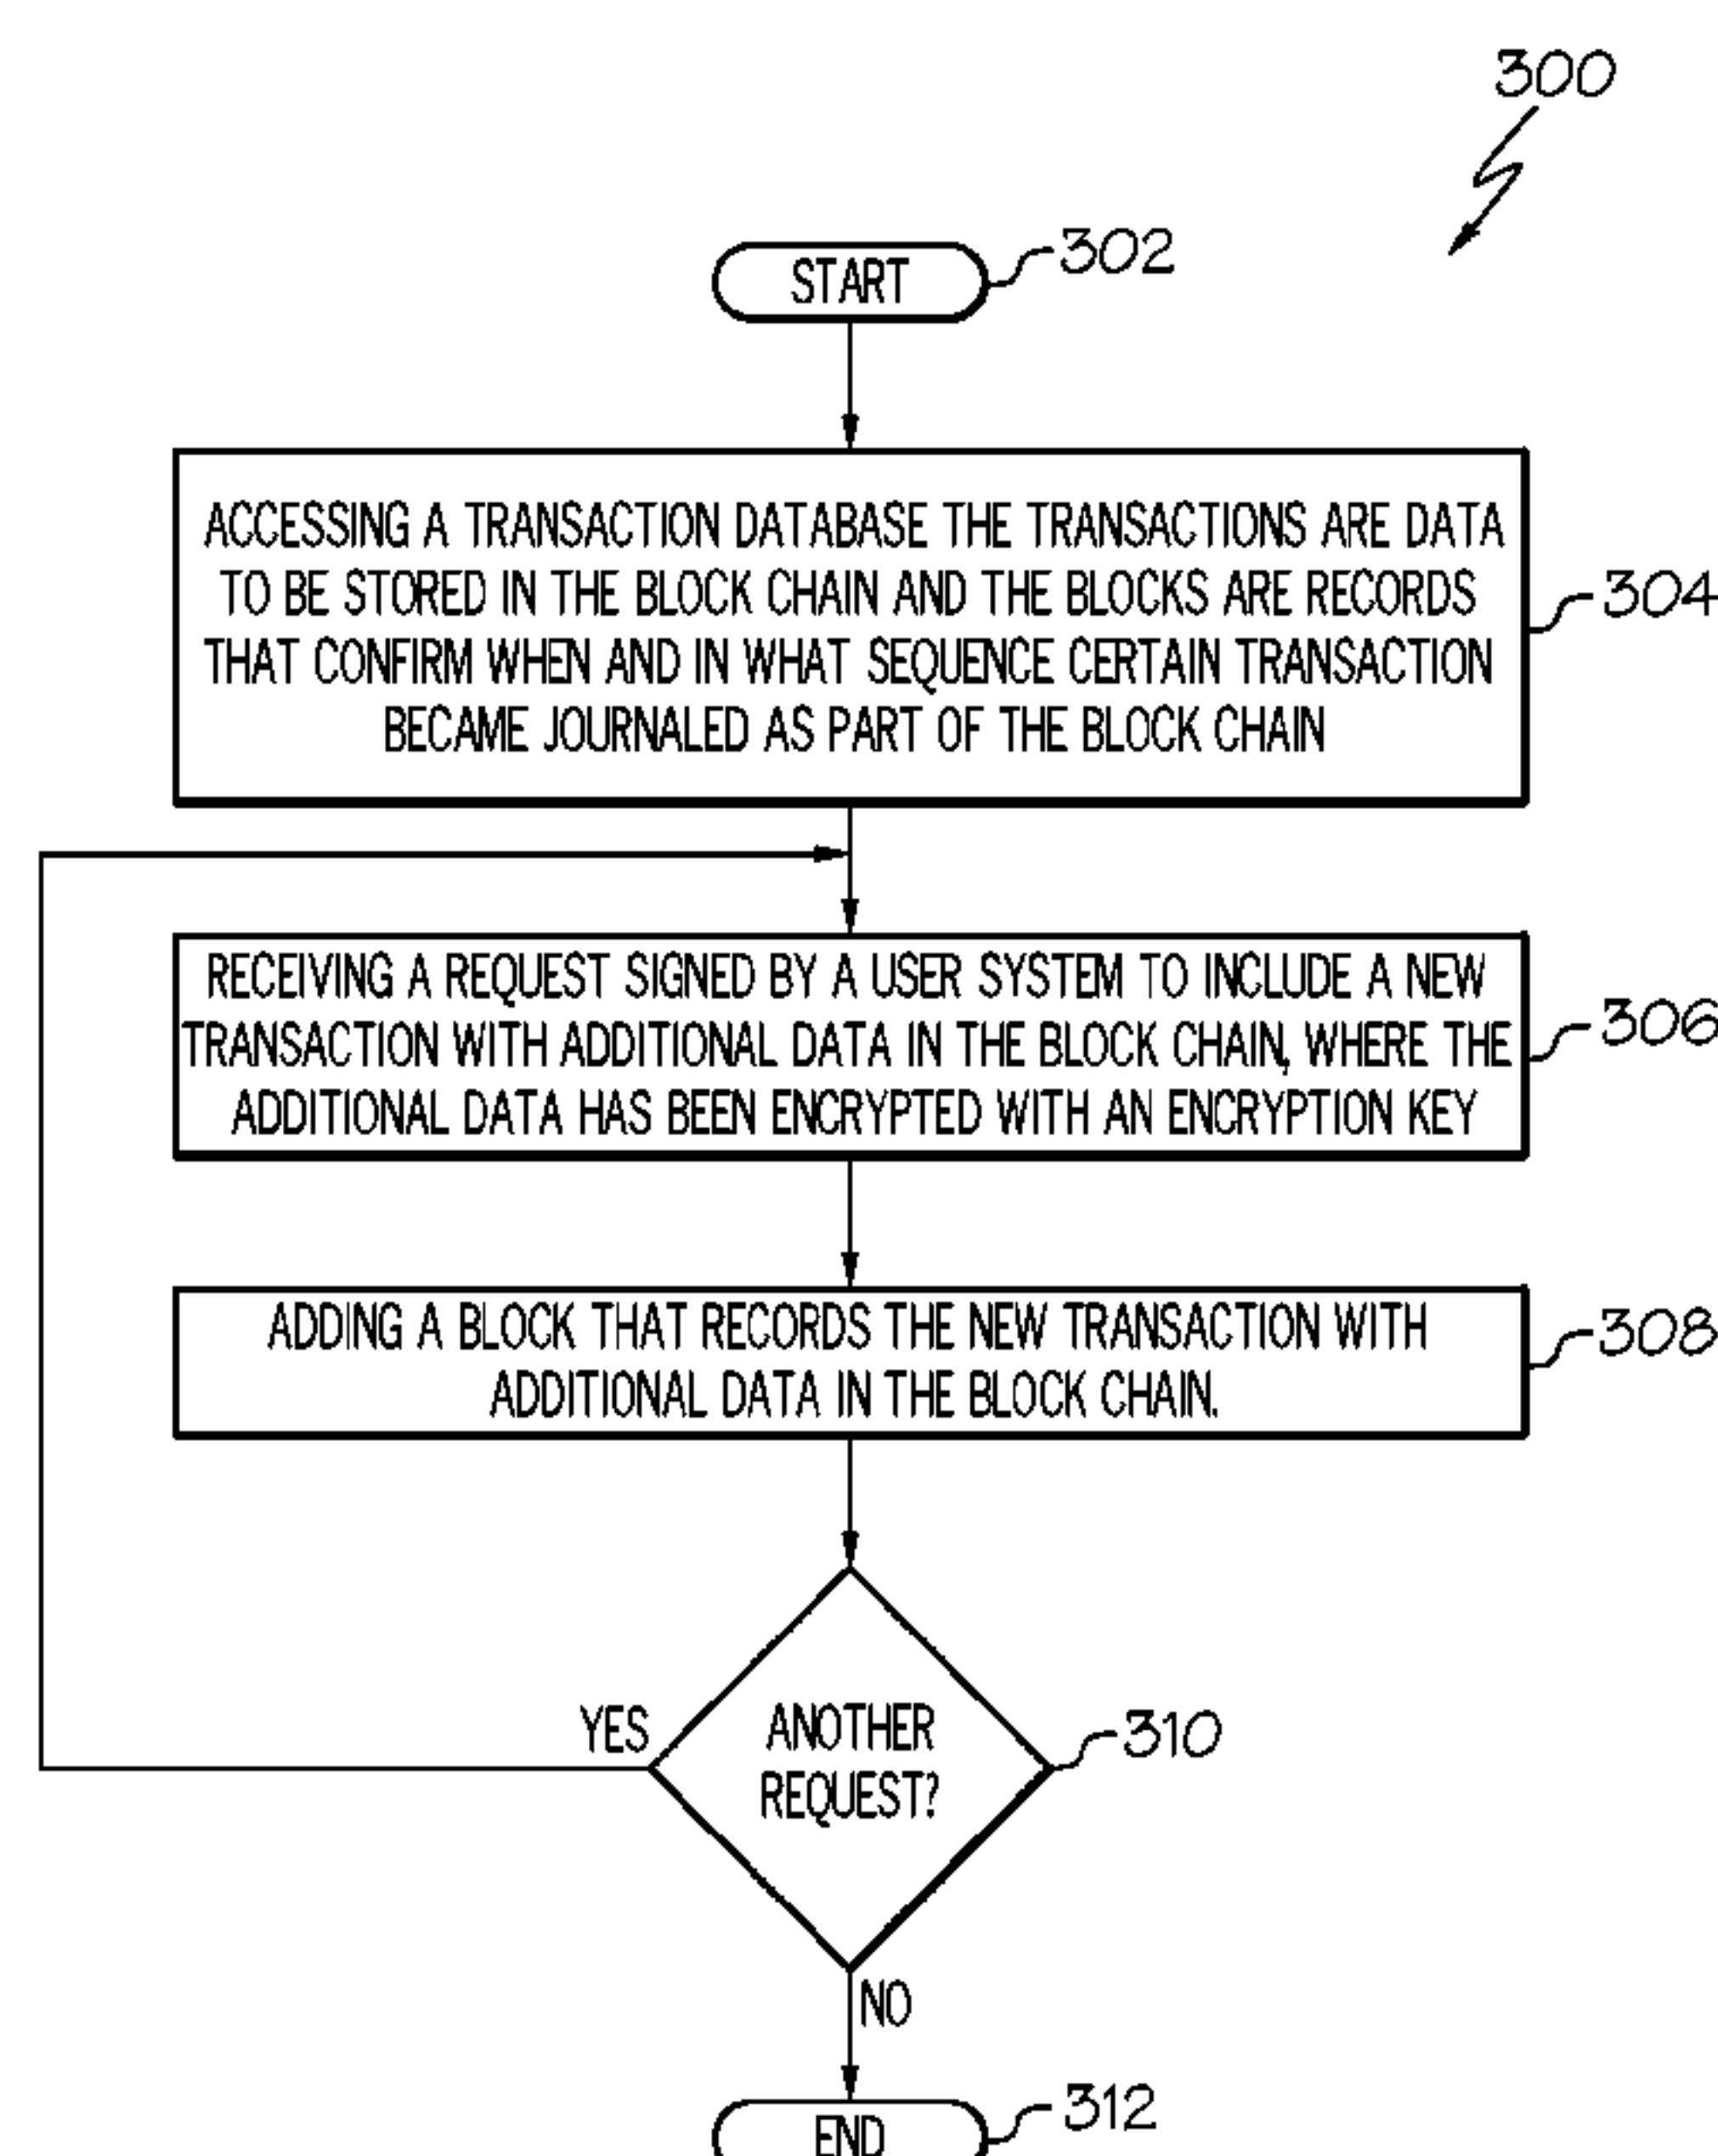 300
START
302
ACCESSING A TRANSACTION DATABASE THE TRANSACTIONS ARE DATA
TO BE STORED IN THE BLOCK CHAIN AND THE BLOCKS ARE RECORDS
THAT CONFIRM WHEN AND IN WHAT SEQUENCE CERTAIN TRANSACTION
BECAME JOURNALED AS PART OF THE BLOCK CHAIN
304
RECEIVING A REQUEST SIGNED BY A USER SYSTEM TO INCLUDE A NEW
TRANSACTION WITH ADDITIONAL DATA IN THE BLOCK CHAIN, WHERE THE
ADDITIONAL DATA HAS BEEN ENCRYPTED WITH AN ENCRYPTION KEY
306
ADDING A BLOCK THAT RECORDS THE NEW TRANSACTION WITH
ADDITIONAL DATA IN THE BLOCK CHAIN.
308
YES
ANOTHER
REQUEST?
310
NO
END
312